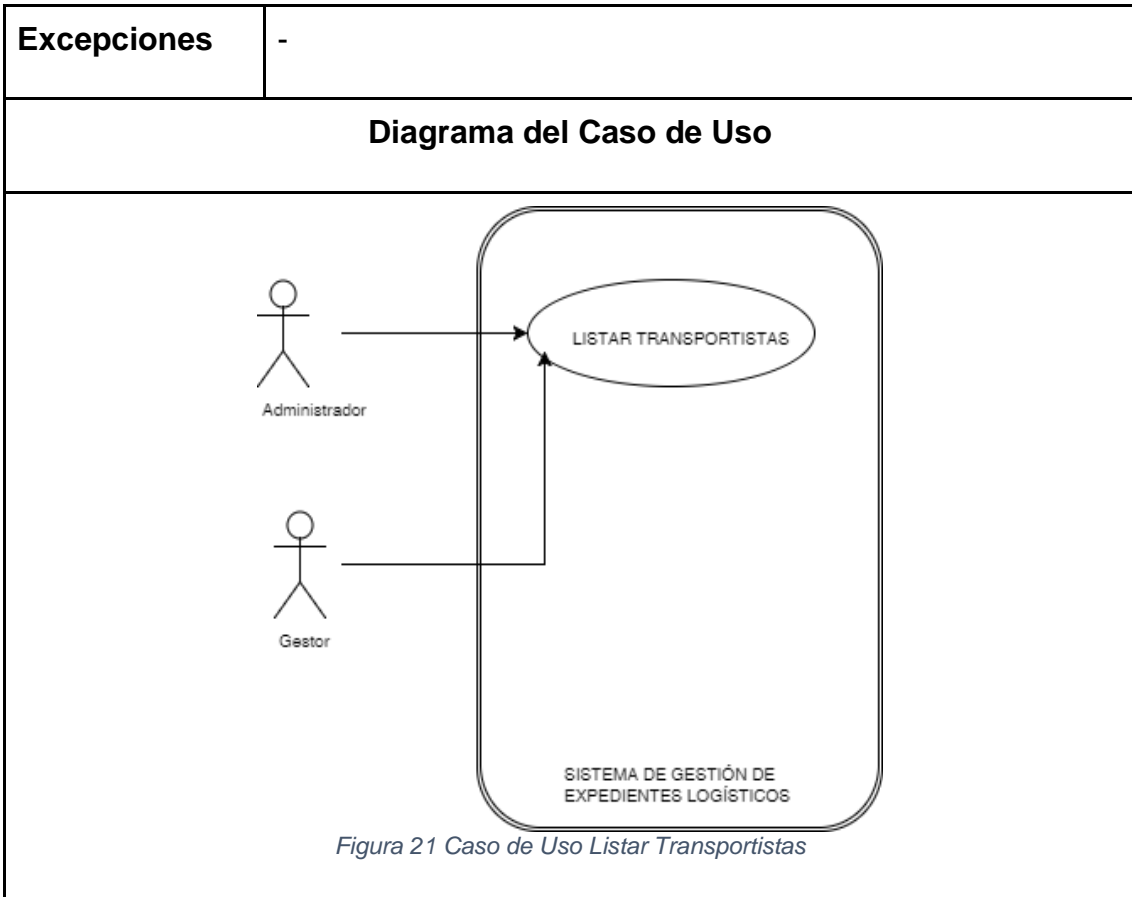 Excepciones -
Diagrama del Caso de Uso
LISTAR TRANSPORTISTAS
Administrador
Gestor
SISTEMA DE GESTIÓN DE
EXPEDIENTES LOGÍSTICOS
Figura 21 Caso de Uso Listar Transportistas